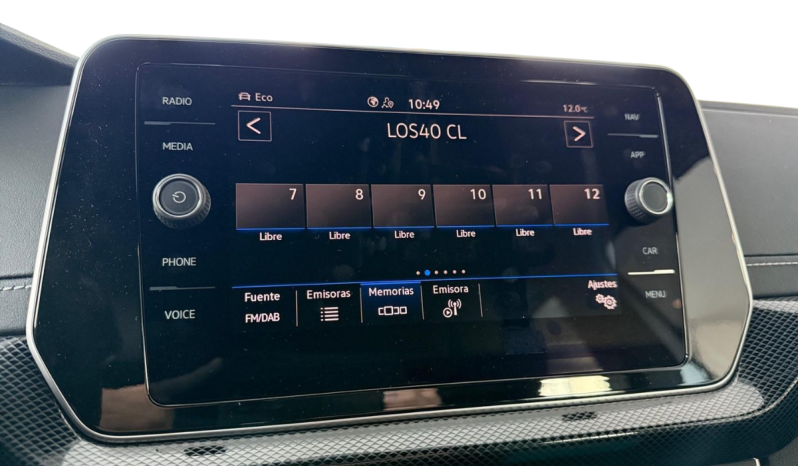 RADIO
MEDIA
PHONE
VOICE
Eco
10:49
12.0°C
< LOS40 CL >
7 8 9 10 11 12
Libre Libre Libre Libre Libre Libre
Fuente
FM/DAB
Emisoras
Memorias
Emisora
Ajustes
NAV
APP
CAR
MENU